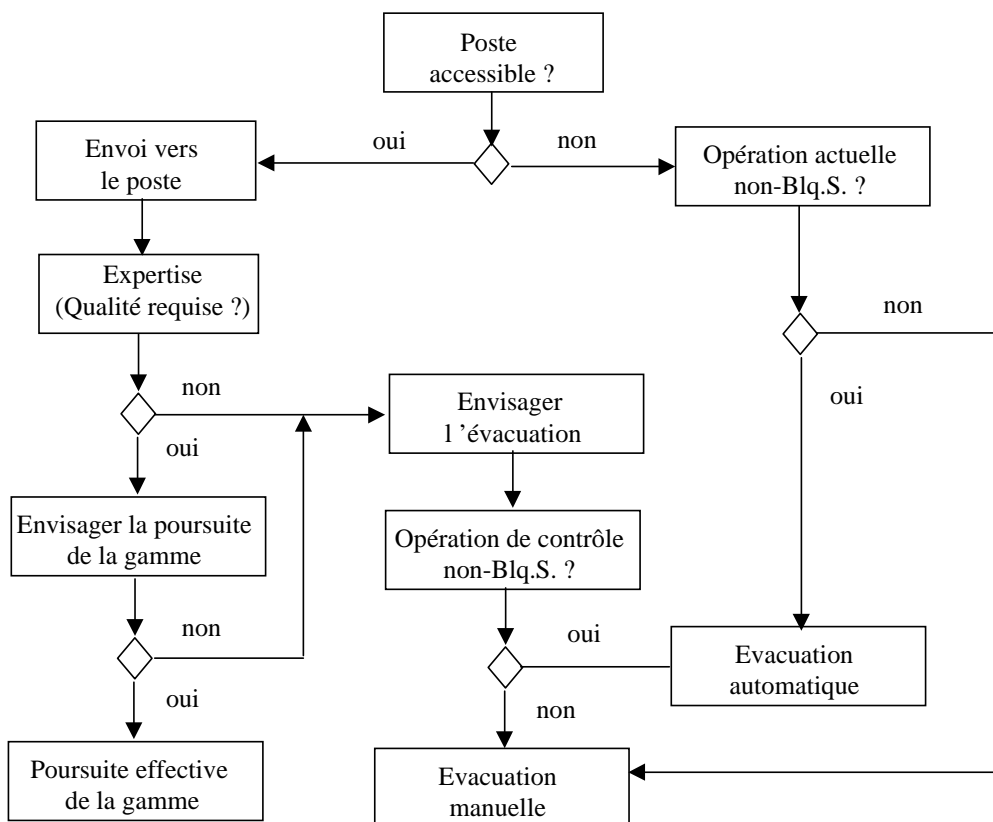 Poste
accessible ?
oui
non
Envoi vers
le poste
Opération actuelle
non-Blq.S. ?
Expertise
(Qualité requise ?)
non
non
oui
Envisager
l ’évacuation
oui
Envisager la poursuite
de la gamme
Opération de contrôle
non-Blq.S. ?
non
oui
Evacuation
automatique
oui
non
Poursuite effective
de la gamme
Evacuation
manuelle